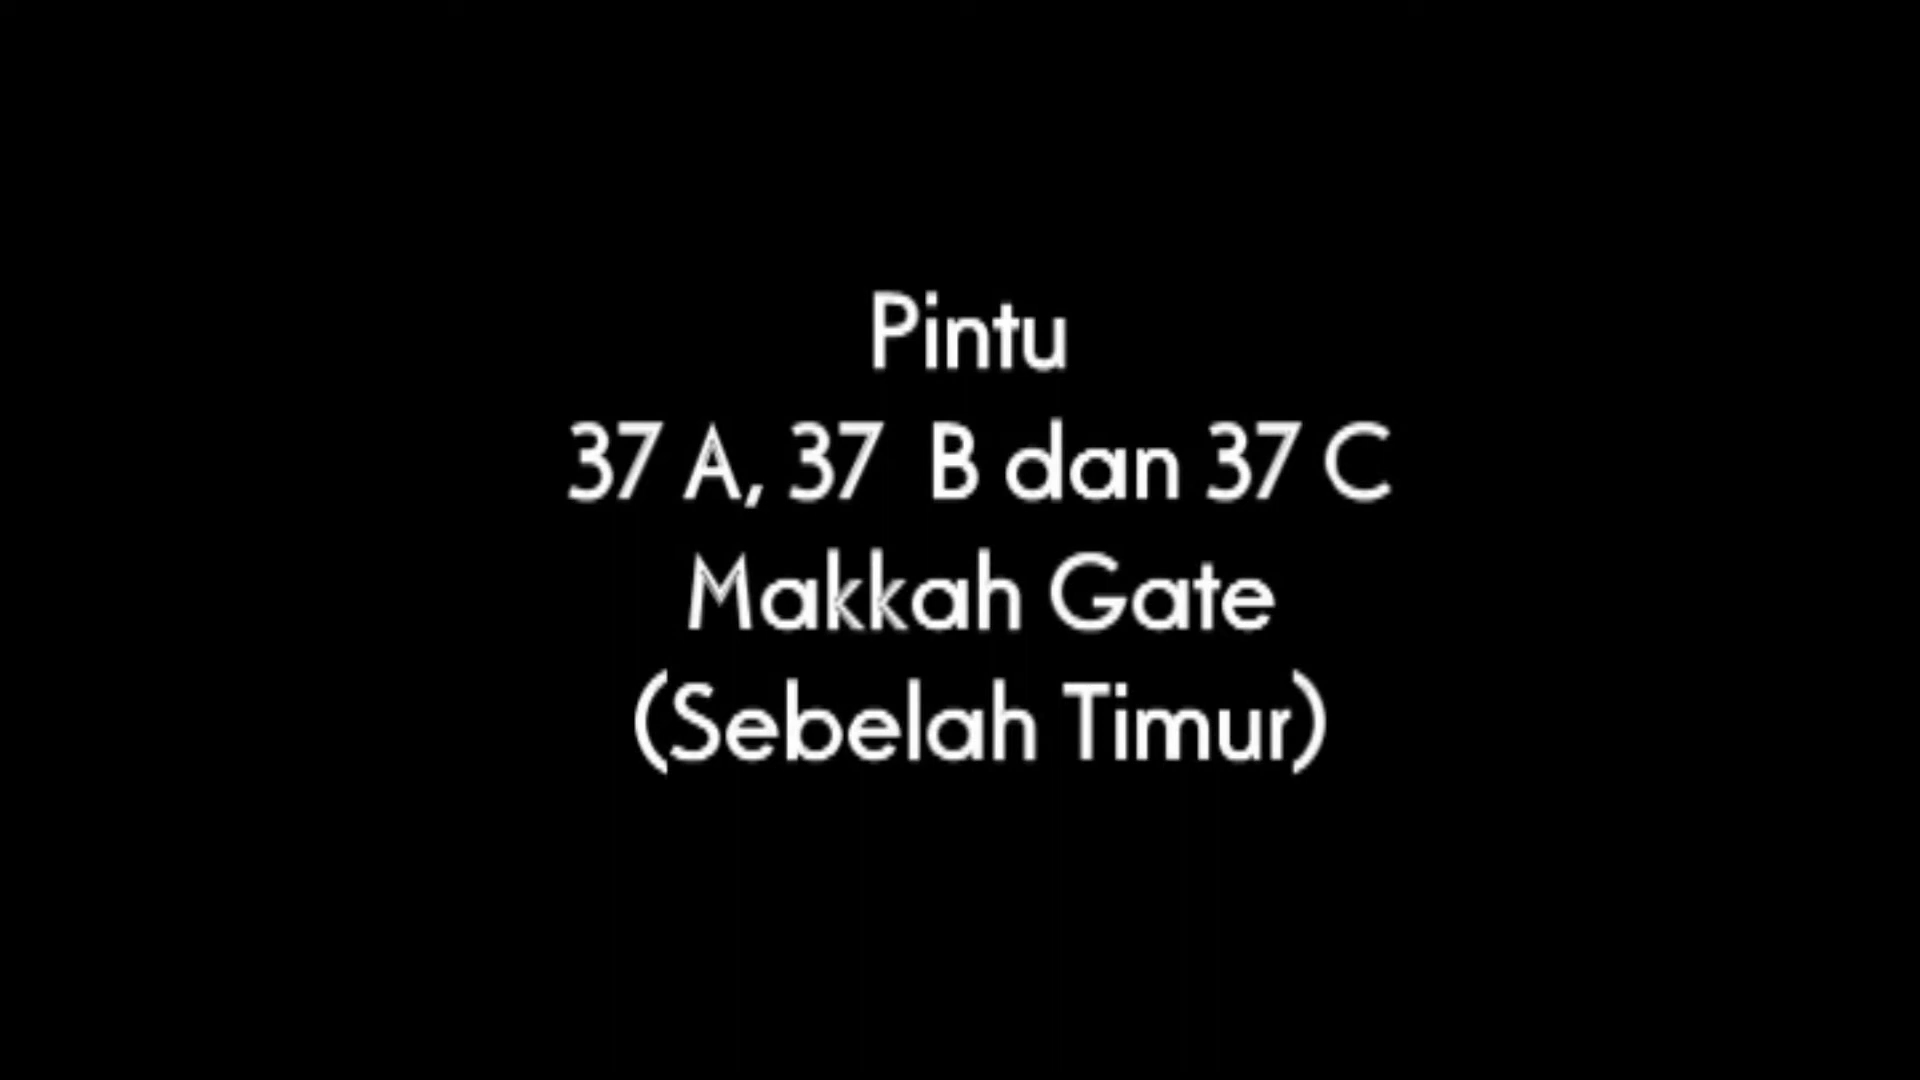 Pintu
37 A, 37  B dan 37 C
Makkah Gate
(Sebelah Timur)